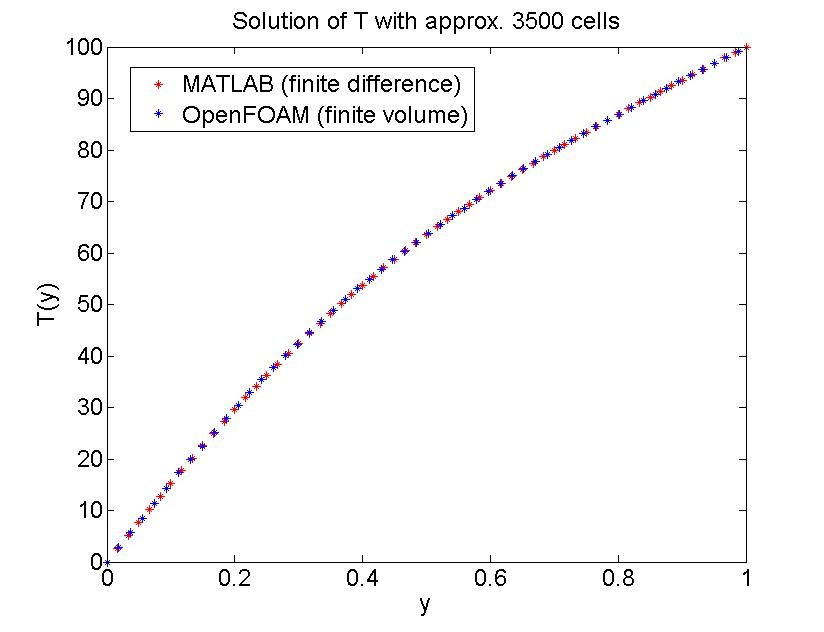 Solution of T with approx. 3500 cells
100
90
80
70
60
50
40
30
20
10
0
MATLAB (finite difference)
OpenFOAM (finite volume)
T(y)
0 0.2 0.4 0.6 0.8 1
y